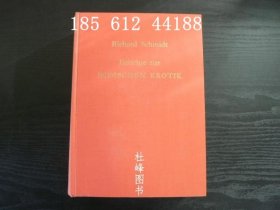 185 612 44188
Richard Schmidt
Beiträge zur
INDISCHEN EROTIK
杜
峰
图
书